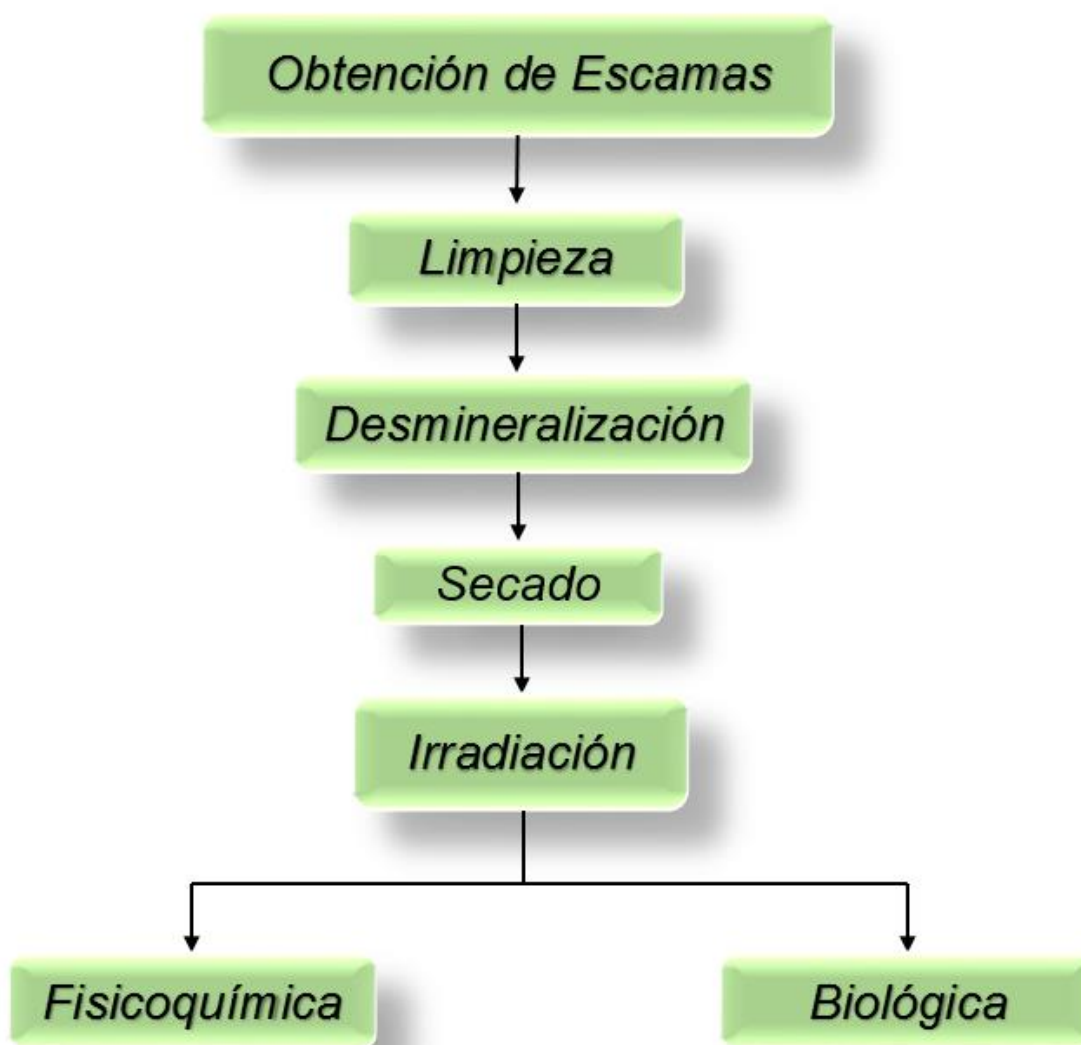 Obtención de Escamas
Limpieza
Desmineralización
Secado
Irradiación
Fisicoquímica
Biológica